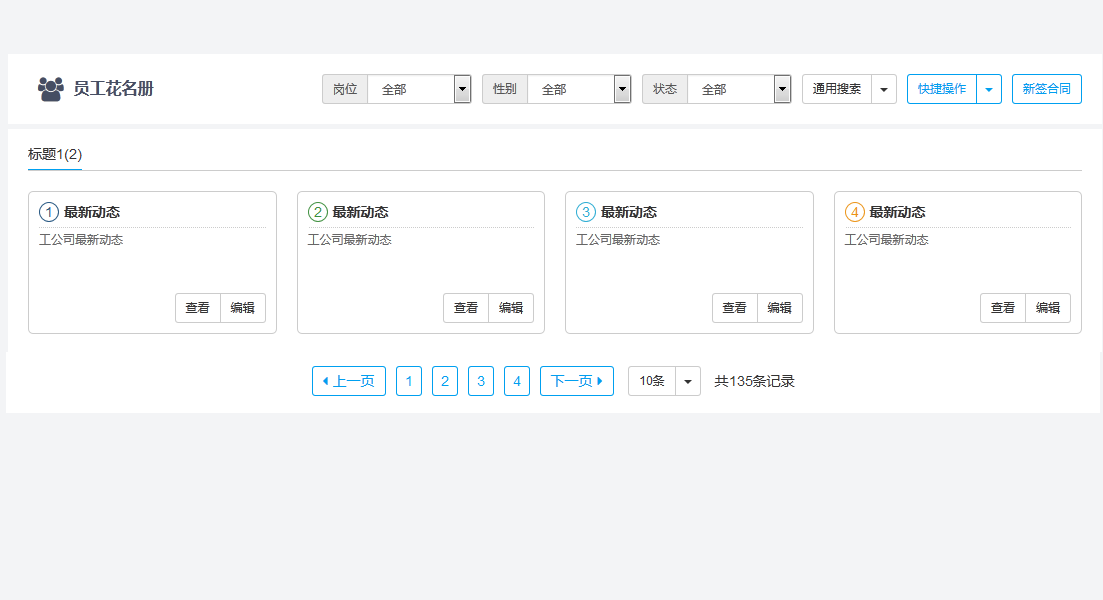 员工花名册 岗位 全部 性别 全部 状态 全部 通用搜索 快捷操作 新签合同
标题1(2)
1 最新动态
工公司最新动态
查看 编辑
2 最新动态
工公司最新动态
查看 编辑
3 最新动态
工公司最新动态
查看 编辑
4 最新动态
工公司最新动态
查看 编辑
上一页 1 2 3 4 下一页 10条 共135条记录